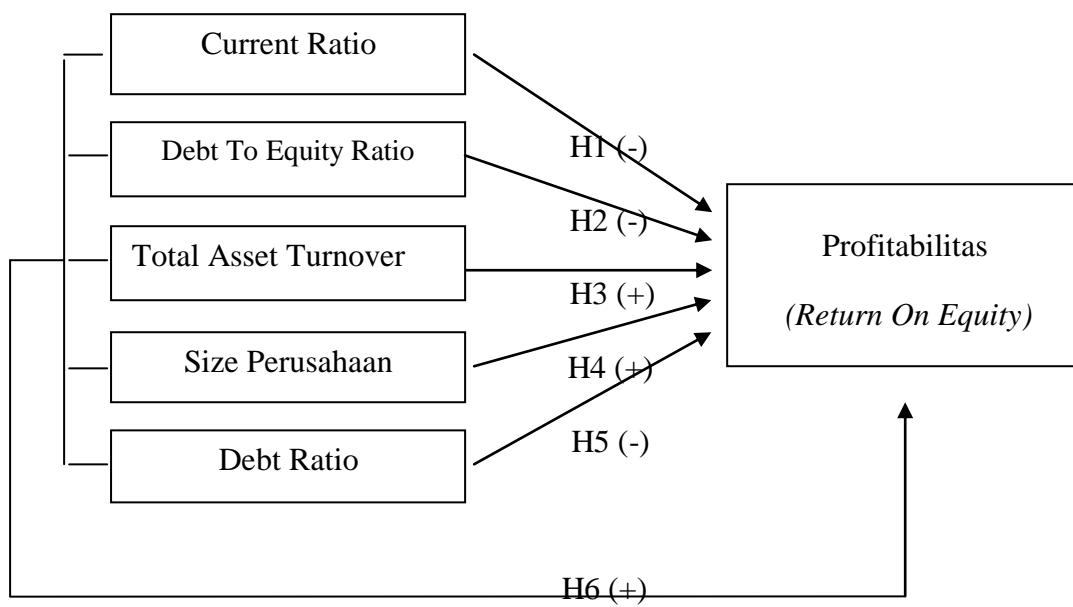 Current Ratio
Debt To Equity Ratio
Total Asset Turnover
Size Perusahaan
Debt Ratio
H1 (-)
H2 (-)
H3 (+)
H4 (+)
H5 (-)
H6 (+)
Profitabilitas
(Return On Equity)